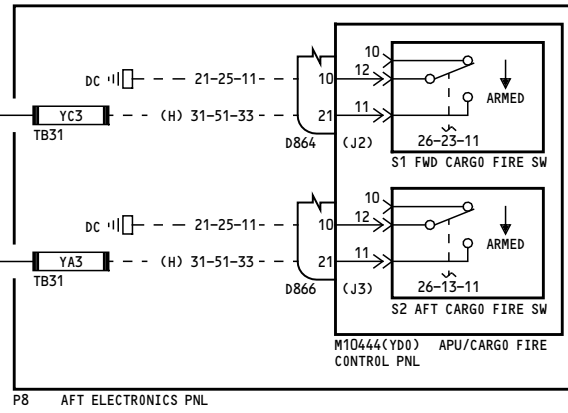 DC 21-25-11 10 12 10
YC3 (H) 31-51-33 21 11 ARMED
TB31
D864 (J2) 26-23-11
S1 FWD CARGO FIRE SW
DC 21-25-11 10 12 10
YA3 (H) 31-51-33 21 11 ARMED
TB31
D866 (J3) 26-13-11
S2 AFT CARGO FIRE SW
M10444(YD0) APU/CARGO FIRE
CONTROL PNL
P8 AFT ELECTRONICS PNL